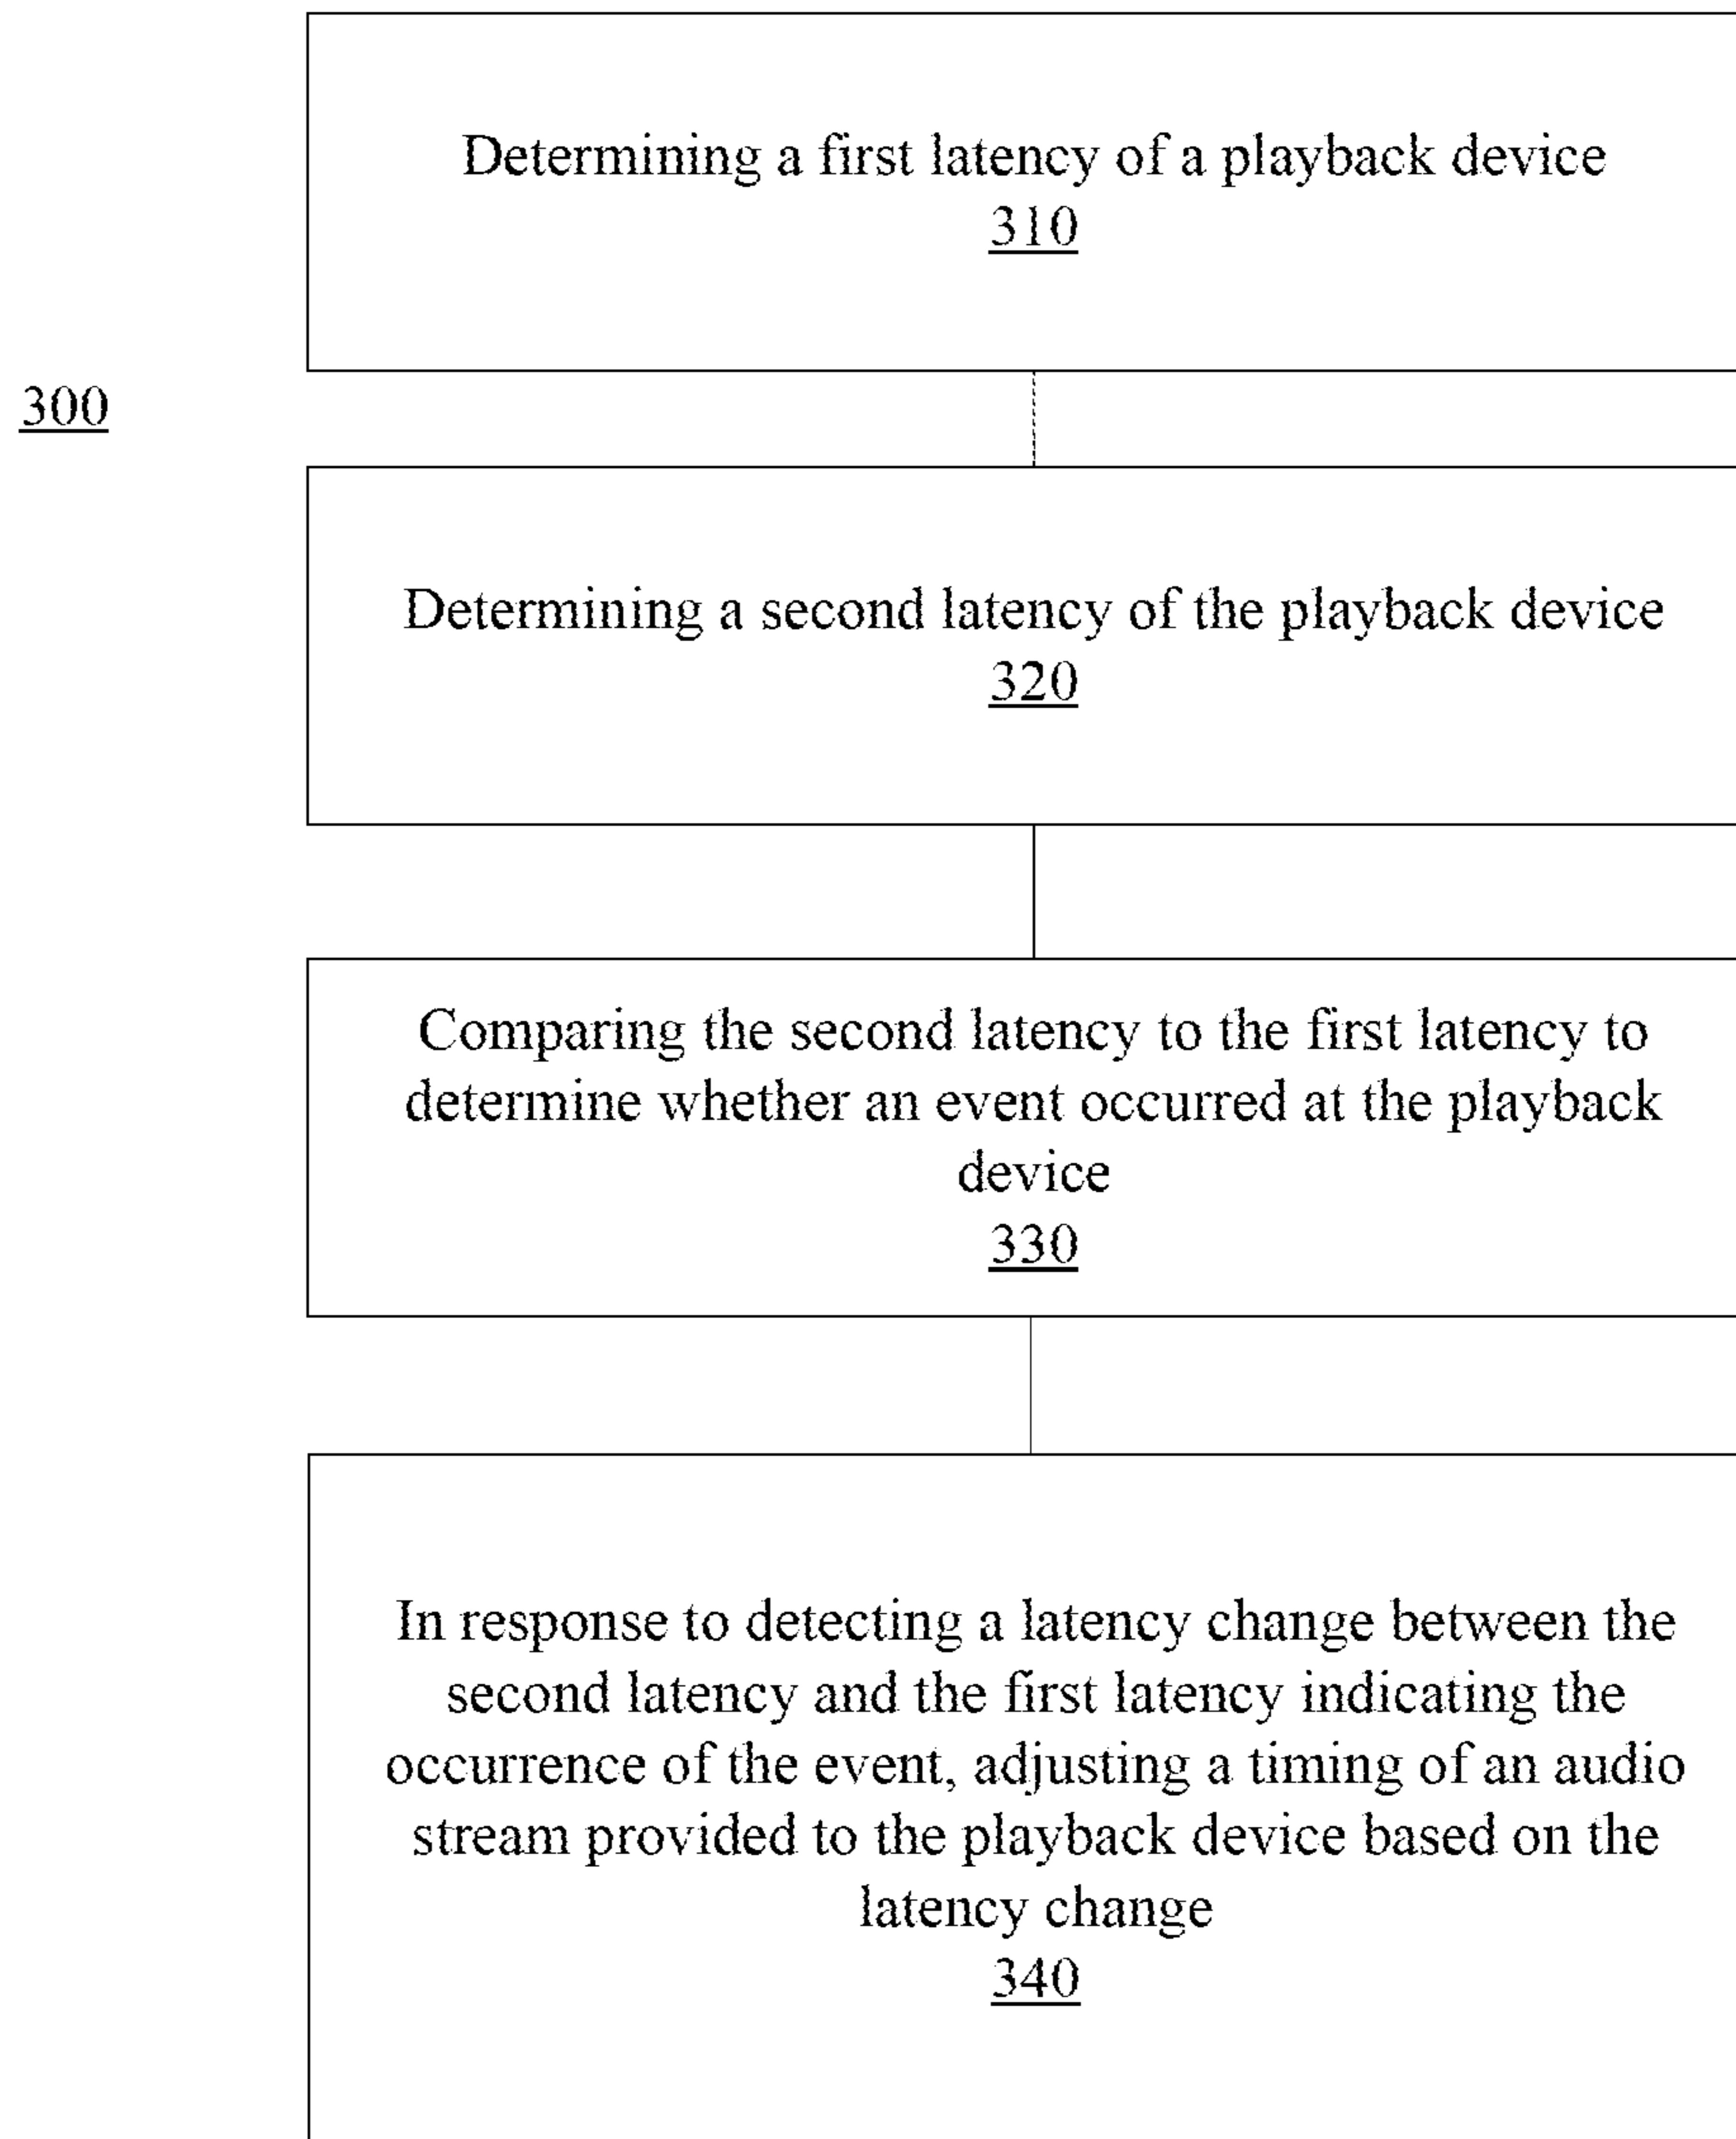 Determining a first latency of a playback device
310
300
Determining a second latency of the playback device
320
Comparing the second latency to the first latency to
determine whether an event occurred at the playback
device
330
In response to detecting a latency change between the
second latency and the first latency indicating the
occurrence of the event, adjusting a timing of an audio
stream provided to the playback device based on the
latency change
340